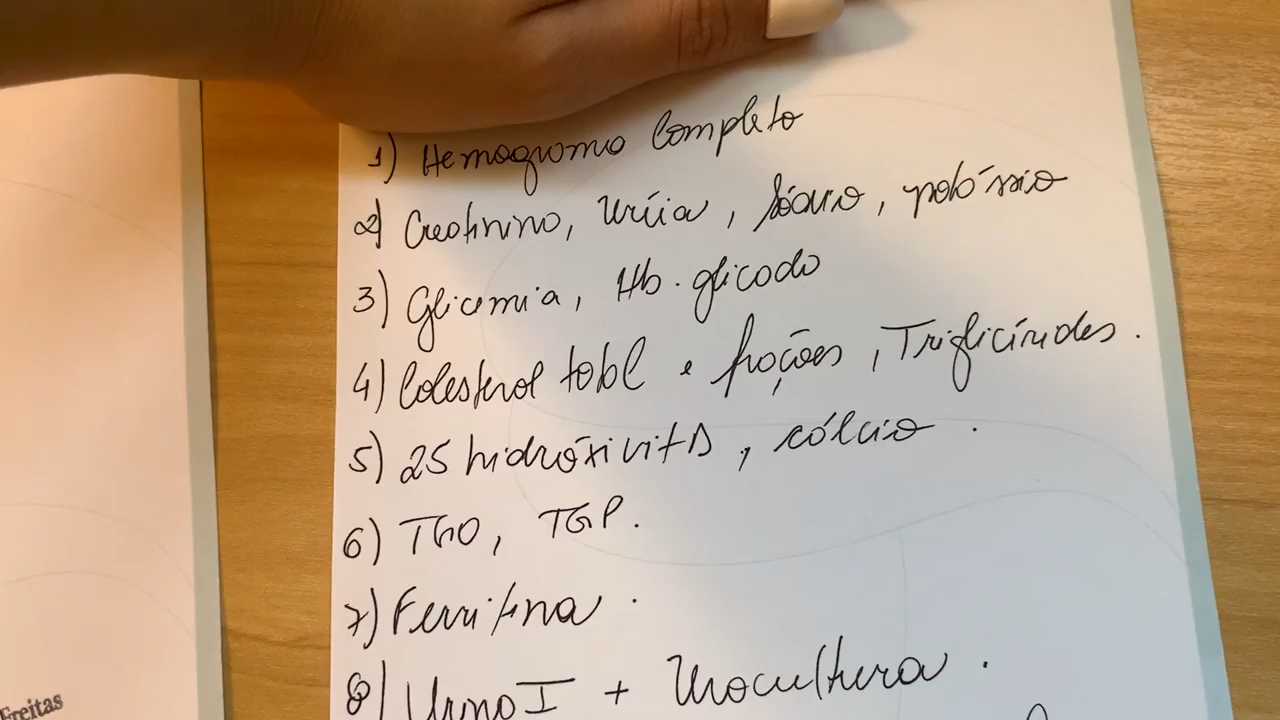 1) Hemograma Completo
2) Creatinina, Uréia, sódio, potássio
3) Glicemia, Hb. glicada
4) Colesterol total e frações, Triglicérides.
5) 25 hidróxivit D, cálcio.
6) TGO, TGP.
7) Ferritina.
8) Urina I + Urocultura.
Freitas